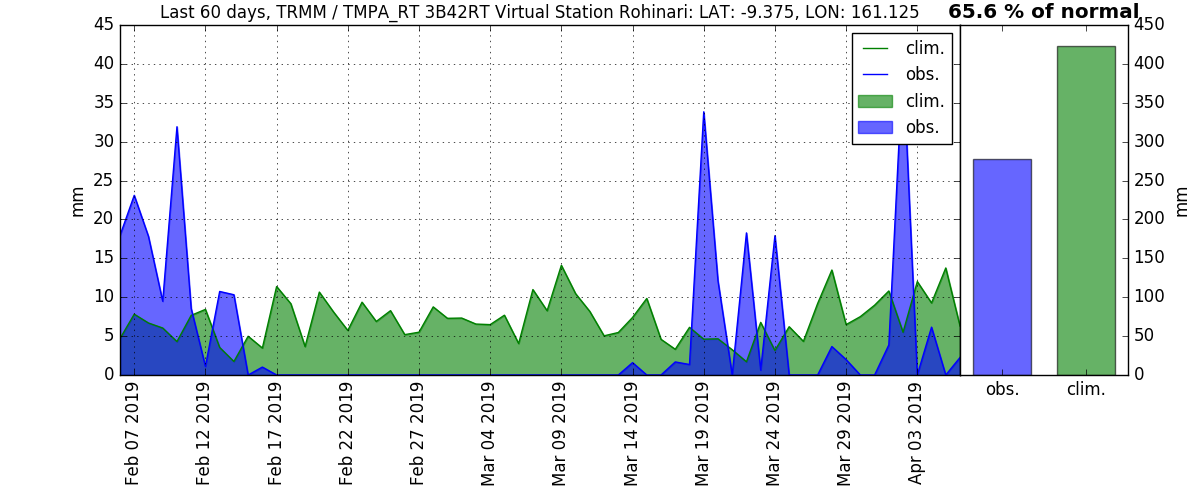 Last 60 days, TRMM / TMPA_RT 3B42RT Virtual Station Rohinari: LAT: -9.375, LON: 161.125
65.6 % of normal
mm
45
40
35
30
25
20
15
10
5
0
clim.
obs.
clim.
obs.
450
400
350
300
250
200
150
100
50
0
mm
Feb 07 2019
Feb 12 2019
Feb 17 2019
Feb 22 2019
Feb 27 2019
Mar 04 2019
Mar 09 2019
Mar 14 2019
Mar 19 2019
Mar 24 2019
Mar 29 2019
Apr 03 2019
obs.
clim.